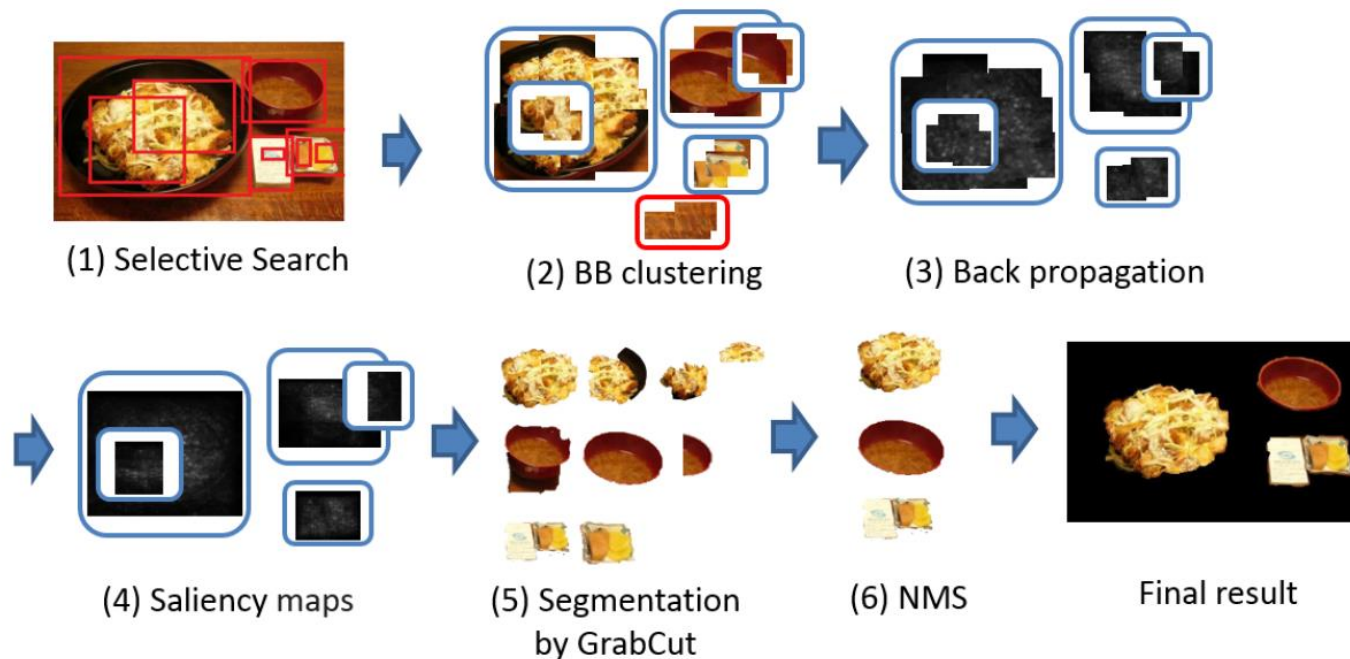 (1) Selective Search
(2) BB clustering
(3) Back propagation
(4) Saliency maps
(5) Segmentation
by GrabCut
(6) NMS
Final result